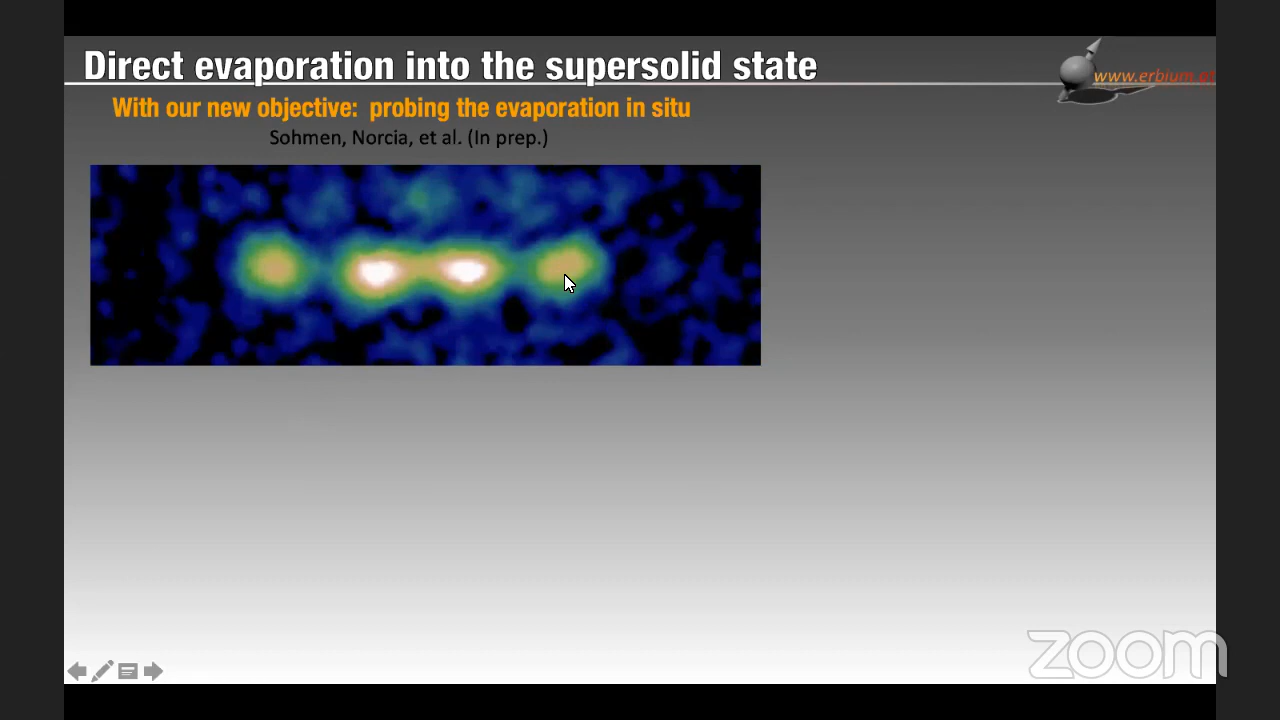 Direct evaporation into the supersolid state
www.erbium.at
With our new objective: probing the evaporation in situ
Sohmen, Norcia, et al. (In prep.)
zoom